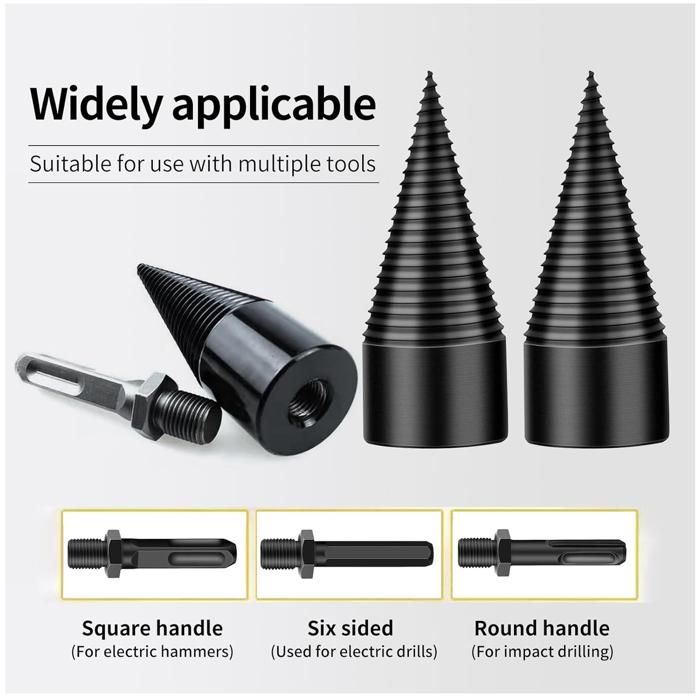 Widely applicable
Suitable for use with multiple tools
Square handle
(For electric hammers)
Six sided
(Used for electric drills)
Round handle
(For impact drilling)